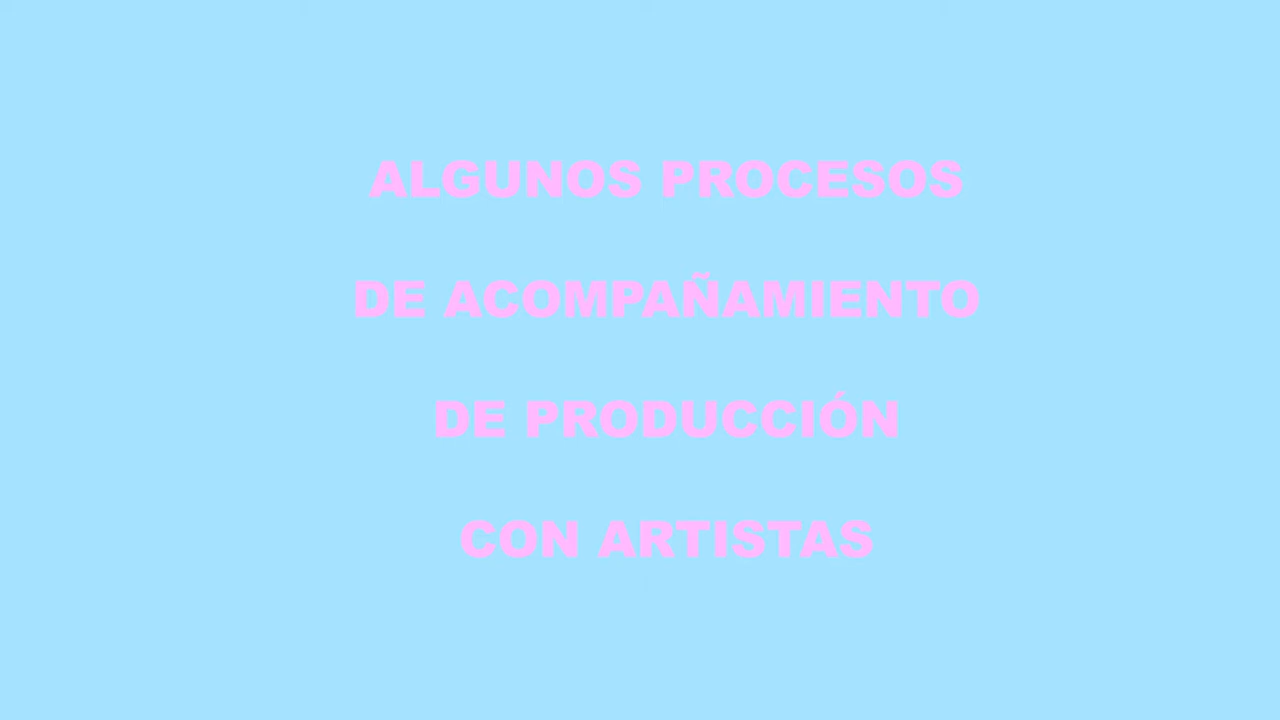 ALGUNOS PROCESOS
DE ACOMPAÑAMIENTO
DE PRODUCCIÓN
CON ARTISTAS